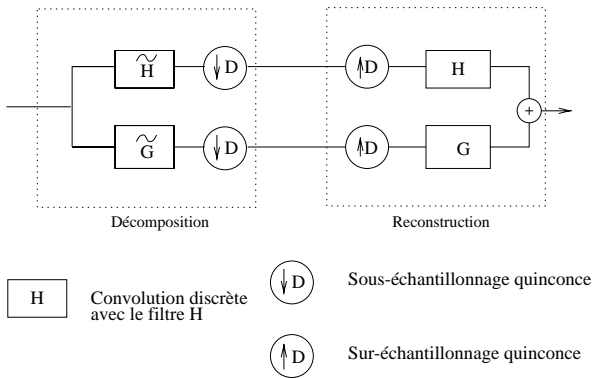 H̃ ↓D ↑D H
+
G̃ ↓D ↑D G
Décomposition Reconstruction
↓D Sous-échantillonnage quinconce
H Convolution discrète
avec le filtre H
↑D Sur-échantillonnage quinconce